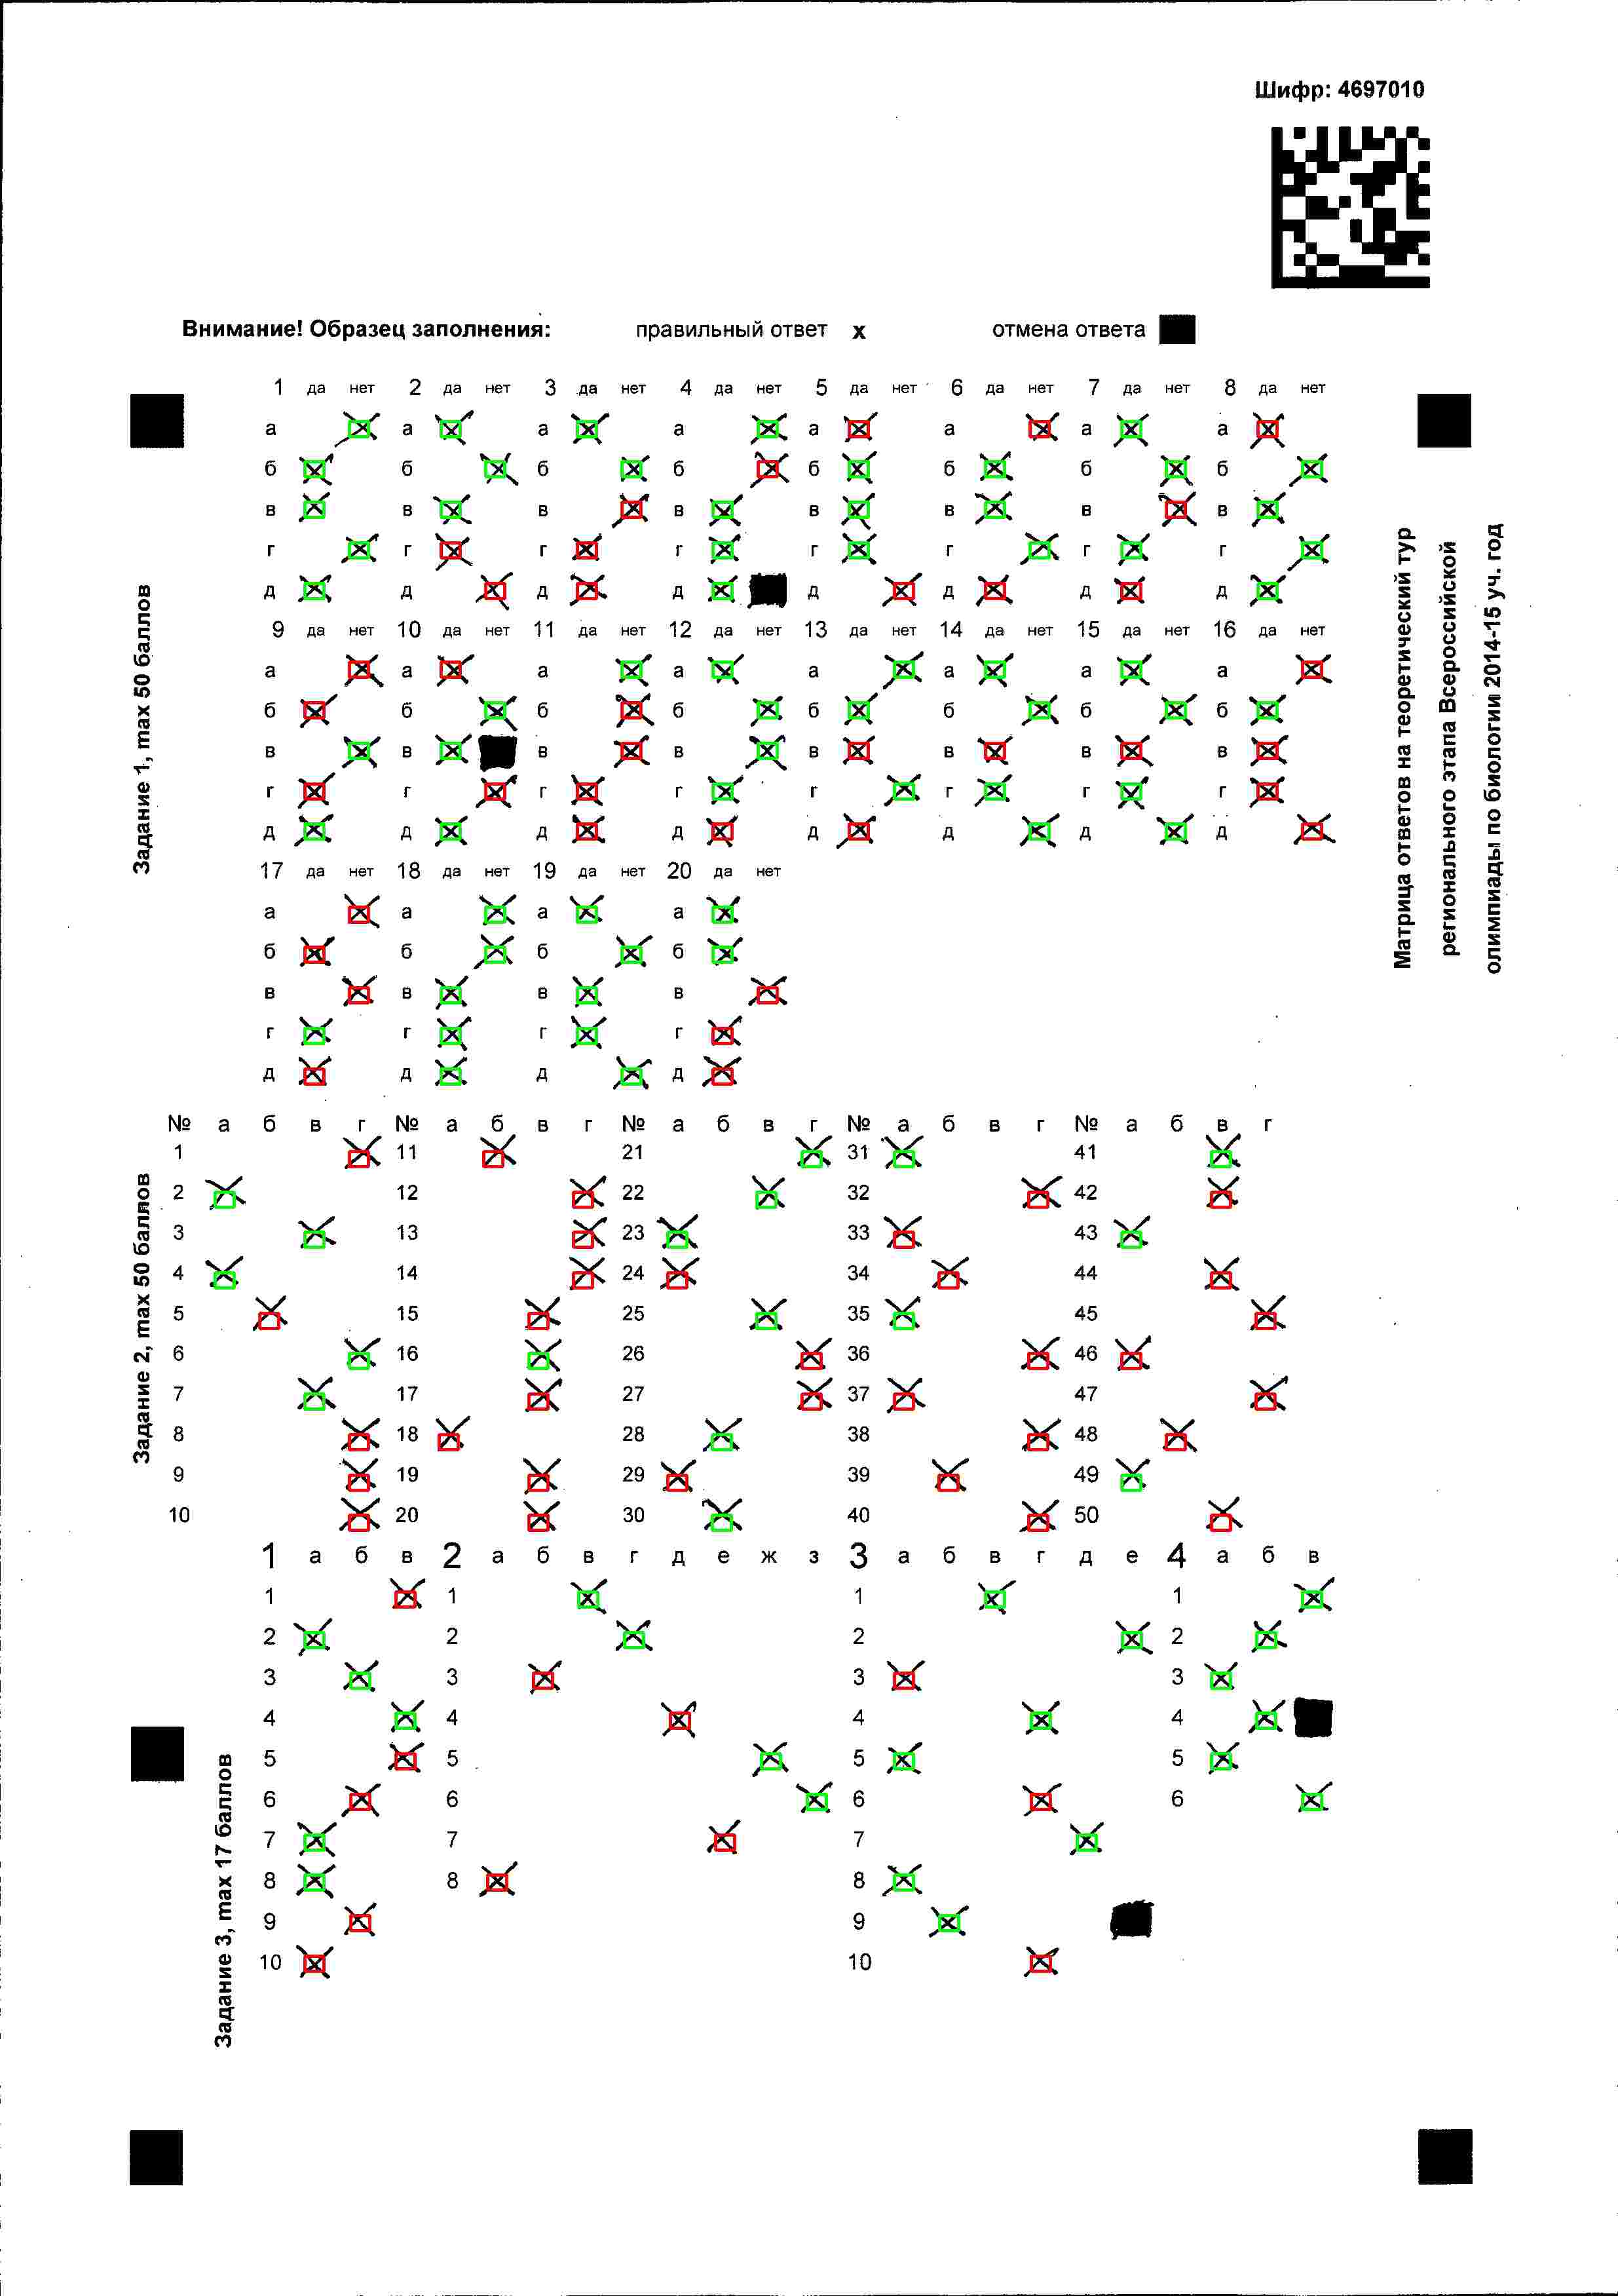 Шифр: 4697010
Внимание! Образец заполнения: правильный ответ x отмена ответа
1 да нет 2 да нет 3 да нет 4 да нет 5 да нет 6 да нет 7 да нет 8 да нет
а а а а а а а а
б б б б б б б б
в в в в в в в в
г г г г г г г г
д д д д д д д д
9 да нет 10 да нет 11 да нет 12 да нет 13 да нет 14 да нет 15 да нет 16 да нет
а а а а а а а а
б б б б б б б б
в в в в в в в в
г г г г г г г г
д д д д д д д д
17 да нет 18 да нет 19 да нет 20 да нет
а а а а
б б б б
в в в в
г г г г
д д д д
Задание 1, max 50 баллов
Матрица ответов на теоретический тур
регионального этапа Всероссийской
олимпиады по биологии 2014-15 уч. год
№ а б в г № а б в г № а б в г № а б в г № а б в г
1 11 21 31 41
2 12 22 32 42
3 13 23 33 43
4 14 24 34 44
5 15 25 35 45
6 16 26 36 46
7 17 27 37 47
8 18 28 38 48
9 19 29 39 49
10 20 30 40 50
Задание 2, max 50 баллов
1 а б в 2 а б в г д е ж з 3 а б в г д е 4 а б в
1 1 1 1
2 2 2 2
3 3 3 3
4 4 4 4
5 5 5 5
6 6 6 6
7 7 7
8 8 8
9 9
10 10
Задание 3, max 17 баллов